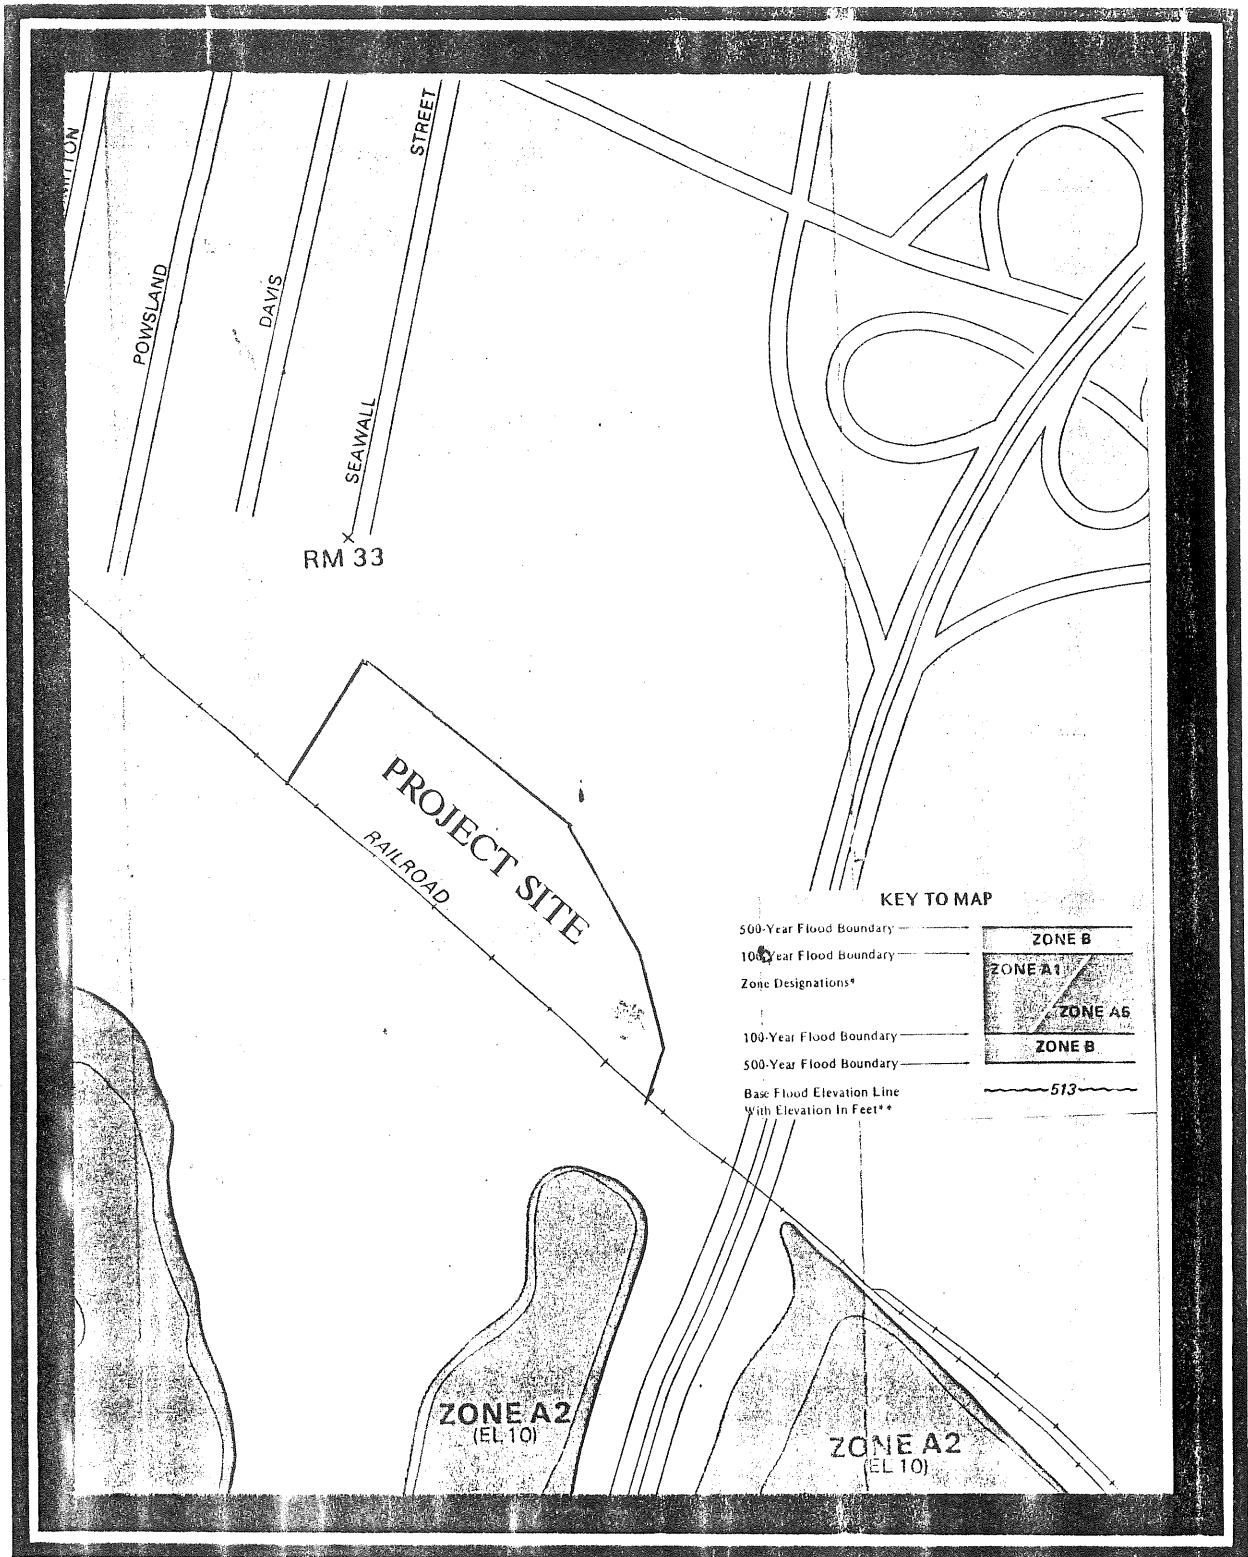 STREET
POWSLAND
DAVIS
SEAWALL
RM 33
PROJECT SITE
RAILROAD
KEY TO MAP
500-Year Flood Boundary
100-Year Flood Boundary
Zone Designations*
100-Year Flood Boundary
500-Year Flood Boundary
Base Flood Elevation Line
With Elevation In Feet**
ZONE B
ZONE A1
ZONE A6
ZONE B
513
ZONE A2
(EL 10)
ZONE A2
(EL 10)